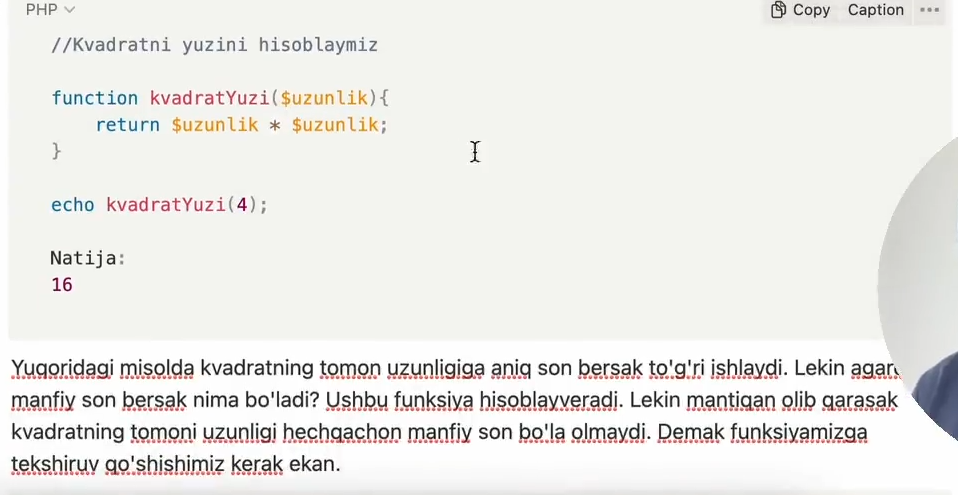 PHP
Copy Caption
//Kvadratni yuzini hisoblaymiz
function kvadratYuzi($uzunlik){
    return $uzunlik * $uzunlik;
}
echo kvadratYuzi(4);
Natija:
16
Yuqoridagi misolda kvadratning tomon uzunligiga aniq son bersak to'g'ri ishlaydi. Lekin
manfiy son bersak nima bo'ladi? Ushbu funksiya hisoblayveradi. Lekin mantiqan olib qarasak
kvadratning tomoni uzunligi hechqachon manfiy son bo'la olmaydi. Demak funksiyamizga
tekshiruv qo'shishimiz kerak ekan.